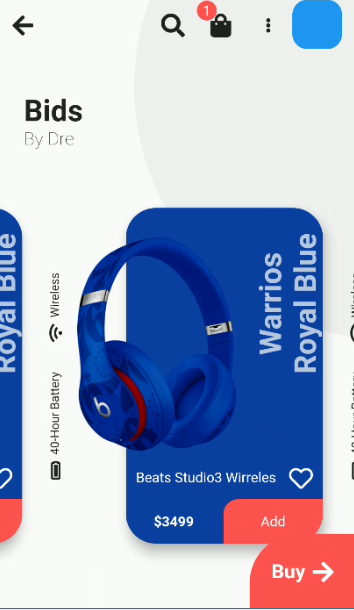 1
Bids
By Dre
Royal Blue
40-Hour Battery
Wireless
Warrios
Royal Blue
b
Beats Studio3 Wirreles
$3499
Add
Buy